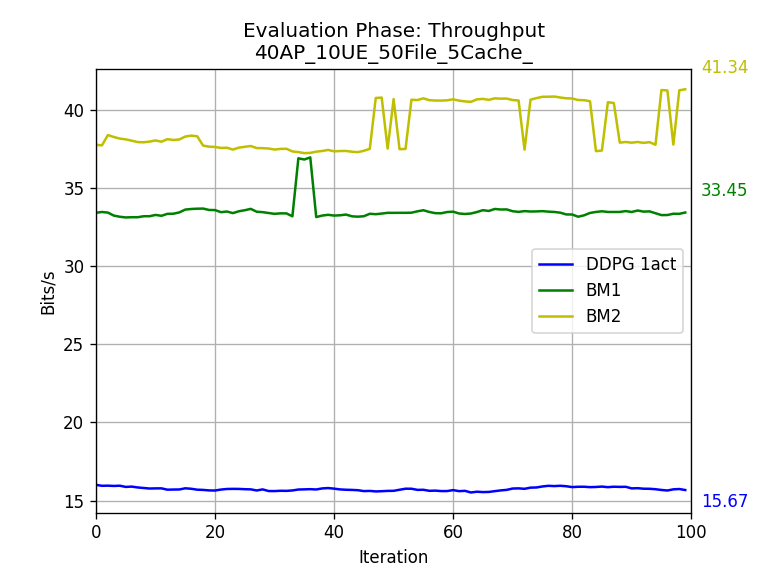 Evaluation Phase: Throughput
40AP_10UE_50File_5Cache_
41.34
40
35
33.45
30
DDPG 1act
BM1
BM2
Bits/s
25
20
15
15.67
0
20
40
60
80
100
Iteration